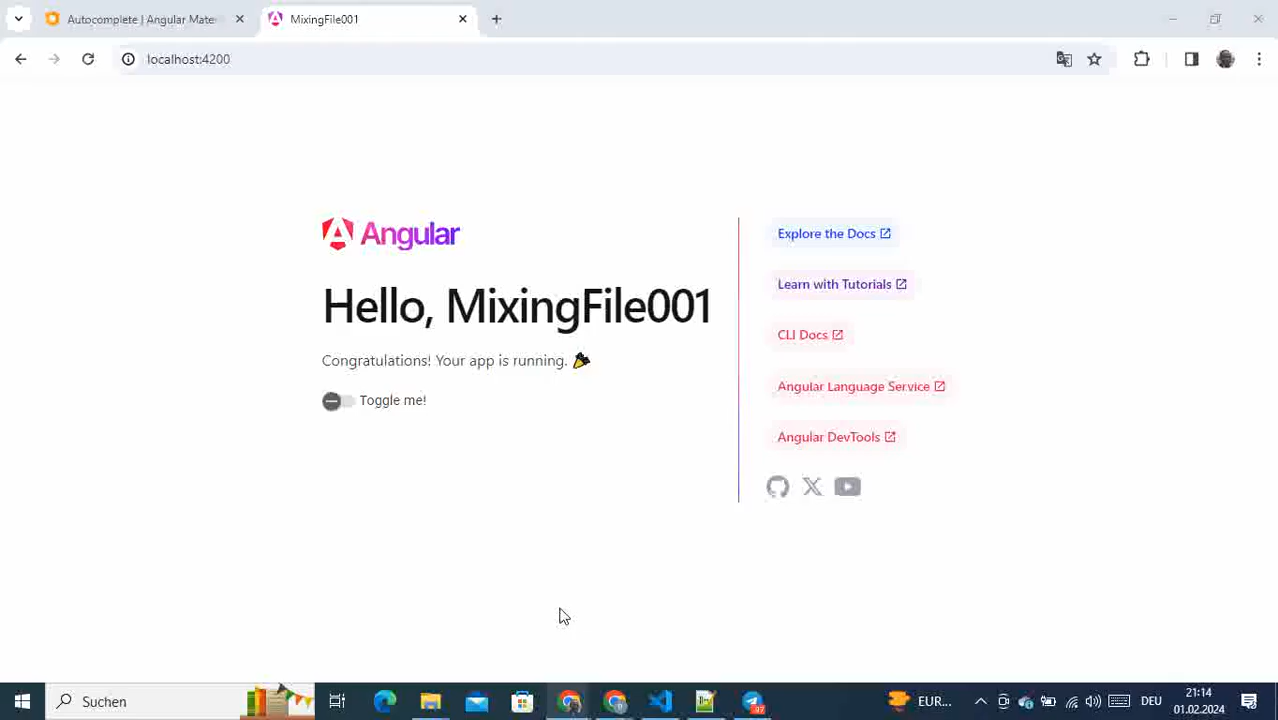 Autocomplete | Angular Mate
MixingFile001
localhost:4200
Angular
Hello, MixingFile001
Congratulations! Your app is running.
Toggle me!
Explore the Docs
Learn with Tutorials
CLI Docs
Angular Language Service
Angular DevTools
Suchen
EUR...
DEU
21:14
01.02.2024